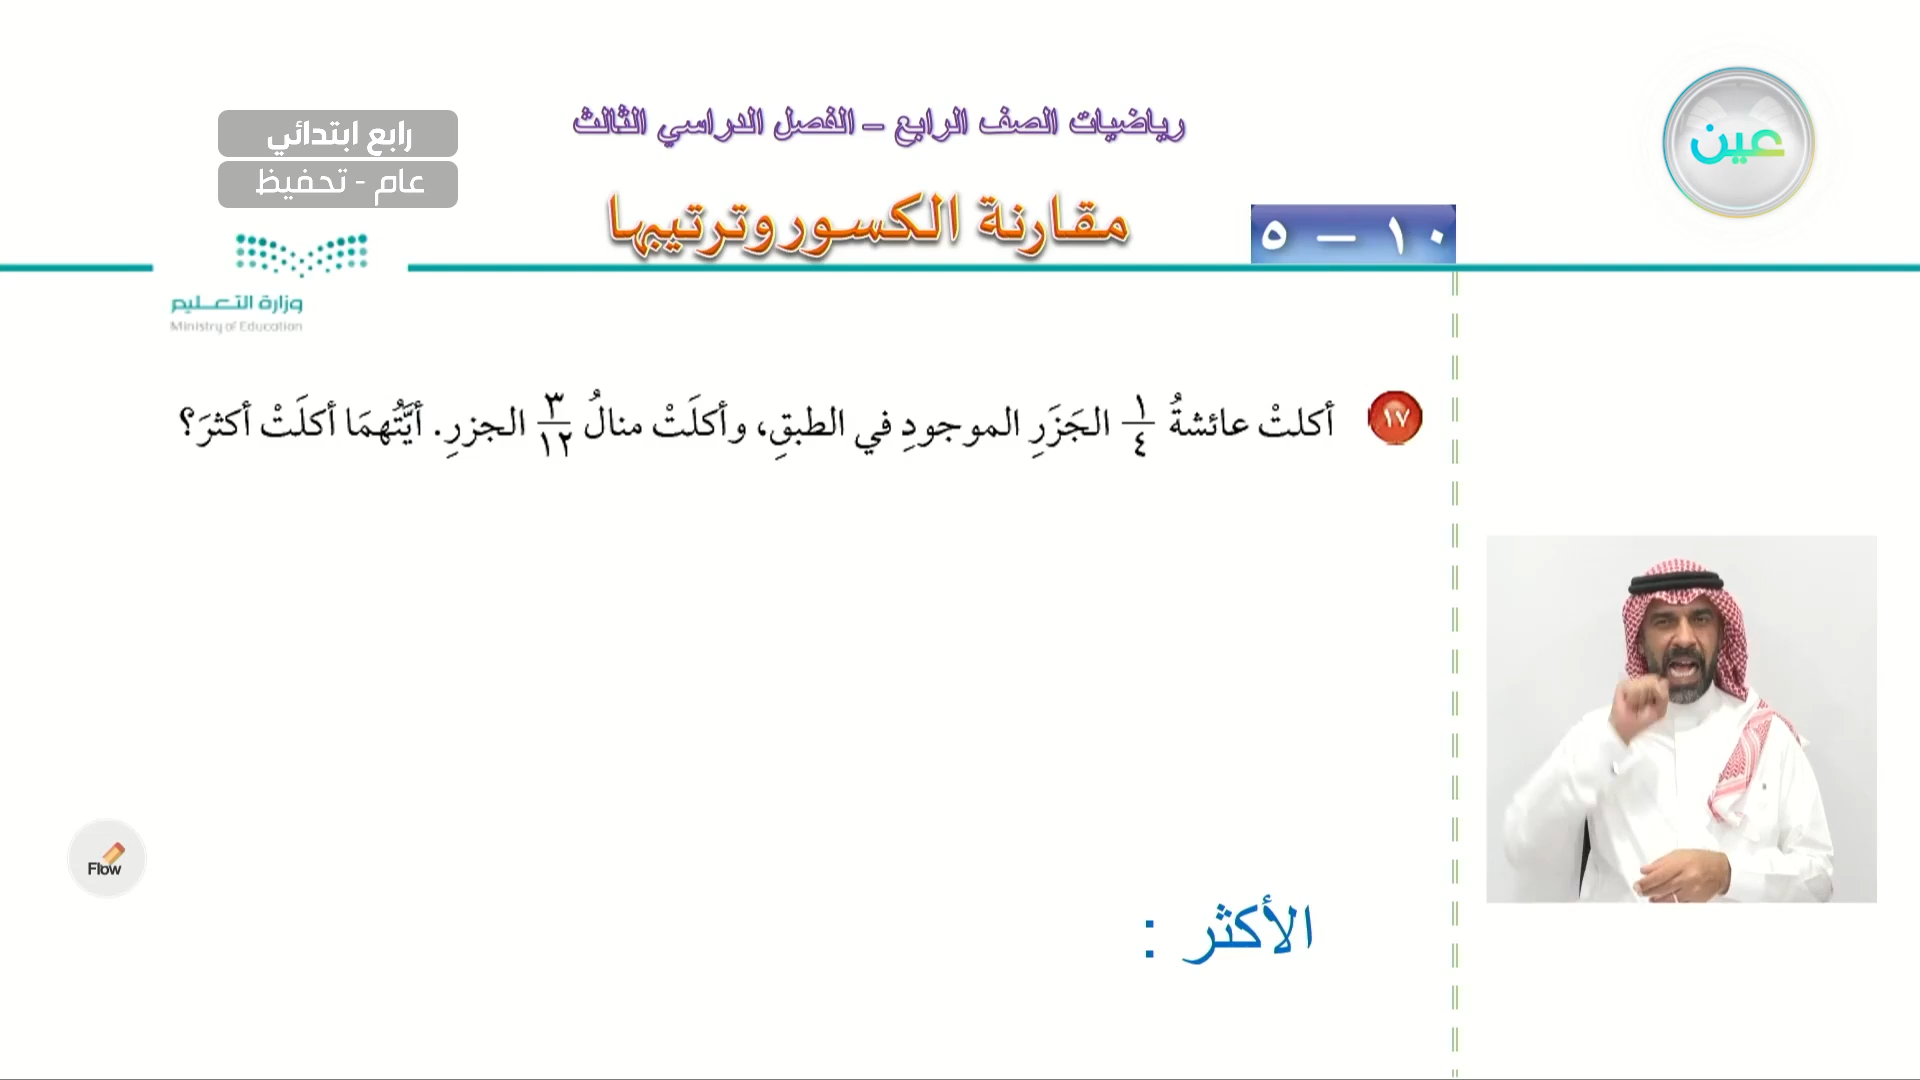 عين
رياضيات الصف الرابع – الفصل الدراسي الثالث
رابع ابتدائي
عام - تحفيظ
١٠ – ٥
مقارنة الكسور وترتيبها
وزارة التعليم
Ministry of Education
١٧ أكلتْ عائشةُ ١/٤ الجَزَرِ الموجودِ في الطبقِ، وأكلَتْ منالُ ٣/١٢ الجزرِ. أيَّتُهمَا أكلَتْ أكثرَ؟
Flow
الأكثر :